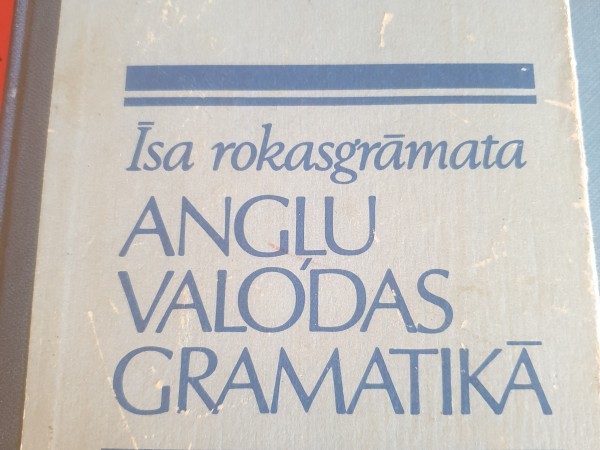 Īsa rokasgrāmata
ANGĻU
VALODAS
GRAMATIKĀ